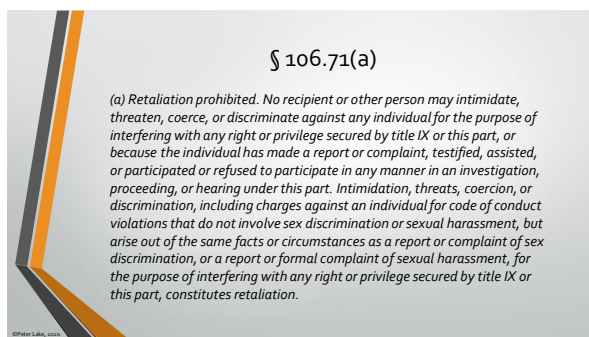 § 106.71(a)
(a) Retaliation prohibited. No recipient or other person may intimidate,
threaten, coerce, or discriminate against any individual for the purpose of
interfering with any right or privilege secured by title IX or this part, or
because the individual has made a report or complaint, testified, assisted,
or participated or refused to participate in any manner in an investigation,
proceeding, or hearing under this part. Intimidation, threats, coercion, or
discrimination, including charges against an individual for code of conduct
violations that do not involve sex discrimination or sexual harassment, but
arise out of the same facts or circumstances as a report or complaint of sex
discrimination, or a report or formal complaint of sexual harassment, for
the purpose of interfering with any right or privilege secured by title IX or
this part, constitutes retaliation.
©Peter Lake, 2020